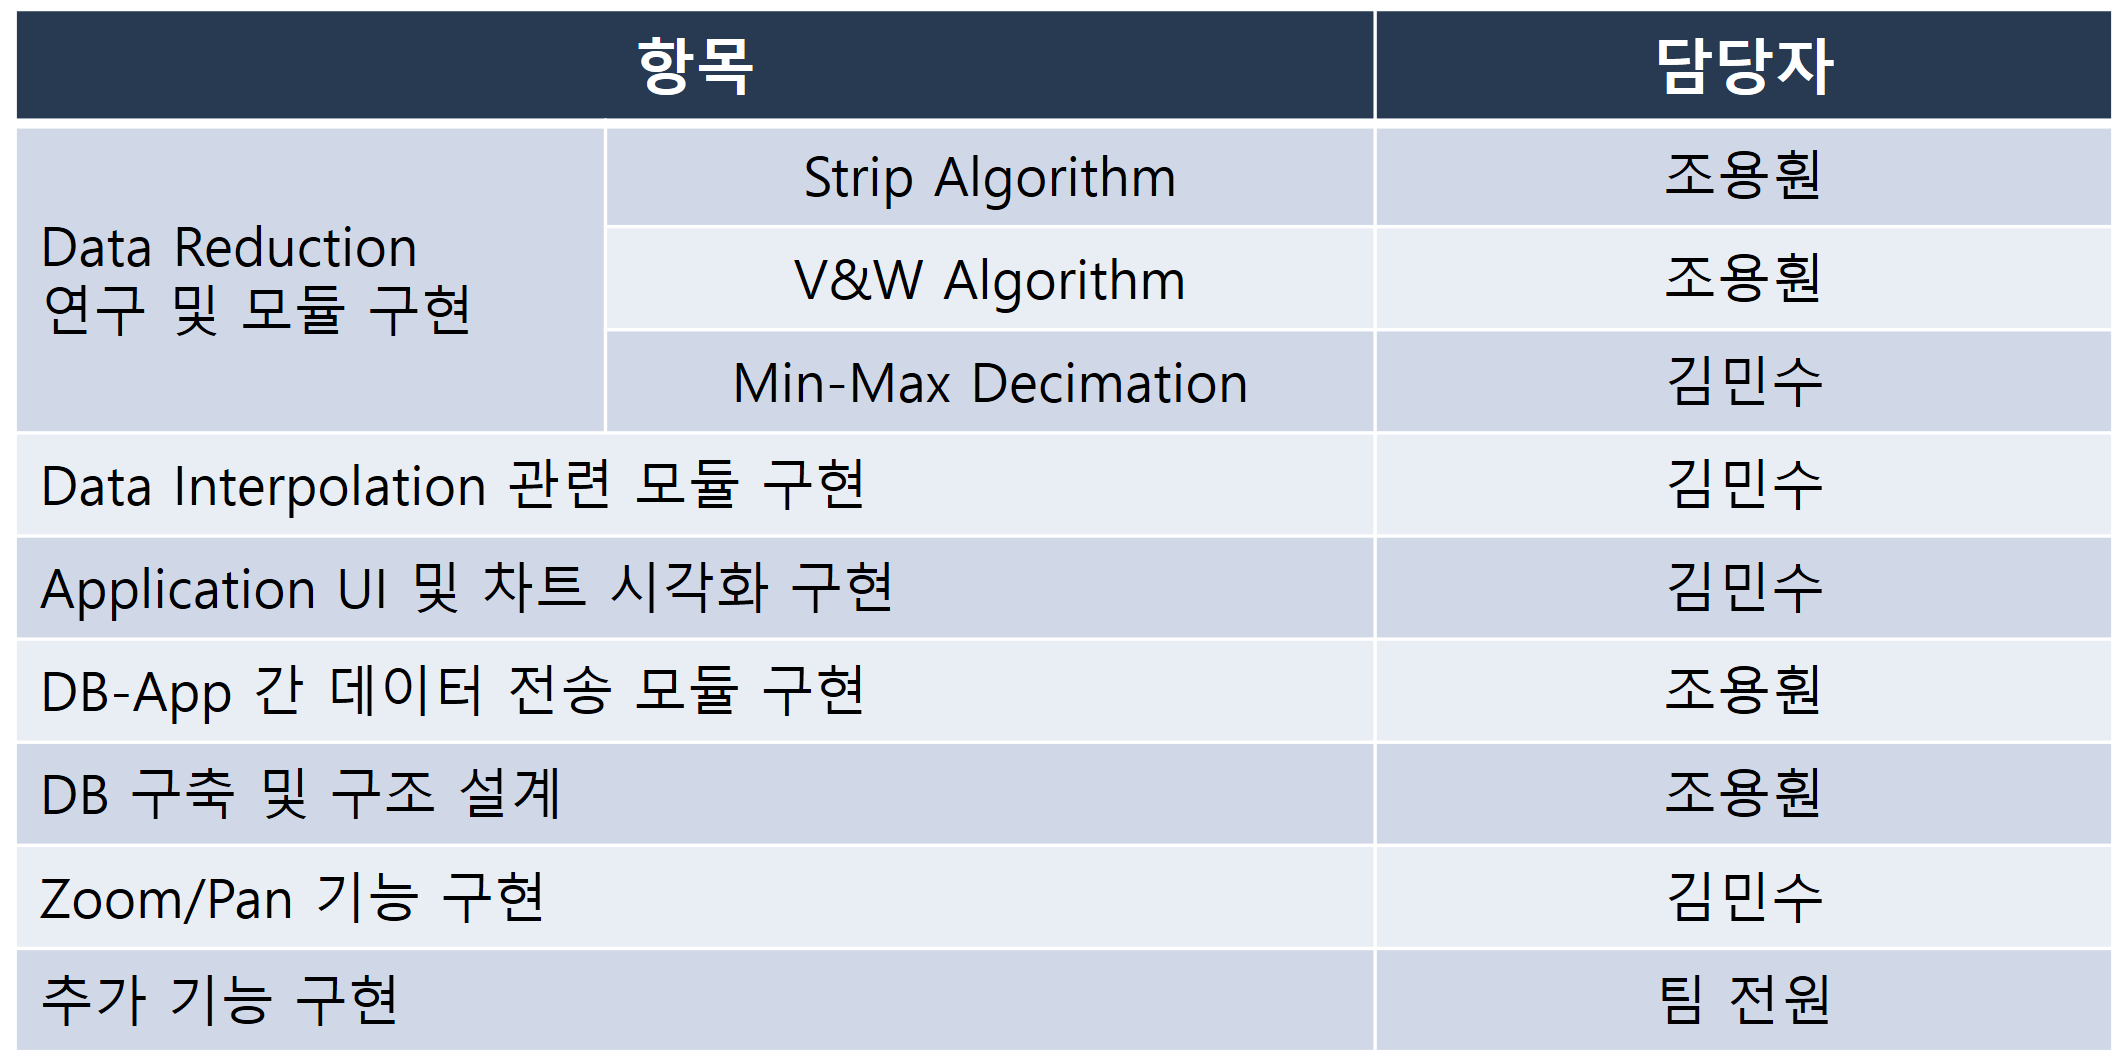 항목 담당자
Data Reduction
연구 및 모듈 구현
Strip Algorithm 조용훤
V&W Algorithm 조용훤
Min-Max Decimation 김민수
Data Interpolation 관련 모듈 구현 김민수
Application UI 및 차트 시각화 구현 김민수
DB-App 간 데이터 전송 모듈 구현 조용훤
DB 구축 및 구조 설계 조용훤
Zoom/Pan 기능 구현 김민수
추가 기능 구현 팀 전원